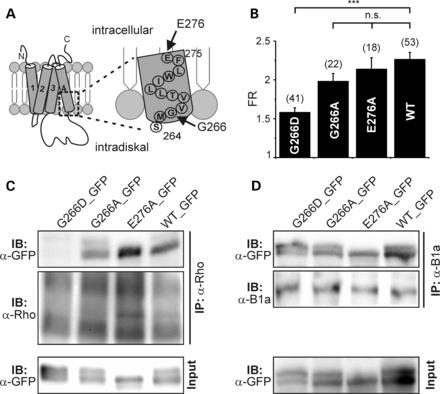 A
intracellular
E276
N
C
1 2 3 4
E F 275
I W L
L L T V
M G V
S 264
G266
intradiskal
B
***
n.s.
FR
2.5
2
1.5
1
(41)
(22)
(18)
(53)
G266D
G266A
E276A
WT
C
G266D_GFP
G266A_GFP
E276A_GFP
WT_GFP
IB:
α-GFP
IB:
α-Rho
IP: α-Rho
IB:
α-GFP
Input
D
G266D_GFP
G266A_GFP
E276A_GFP
WT_GFP
IB:
α-GFP
IB:
α-B1a
IP: α-B1a
IB:
α-GFP
Input